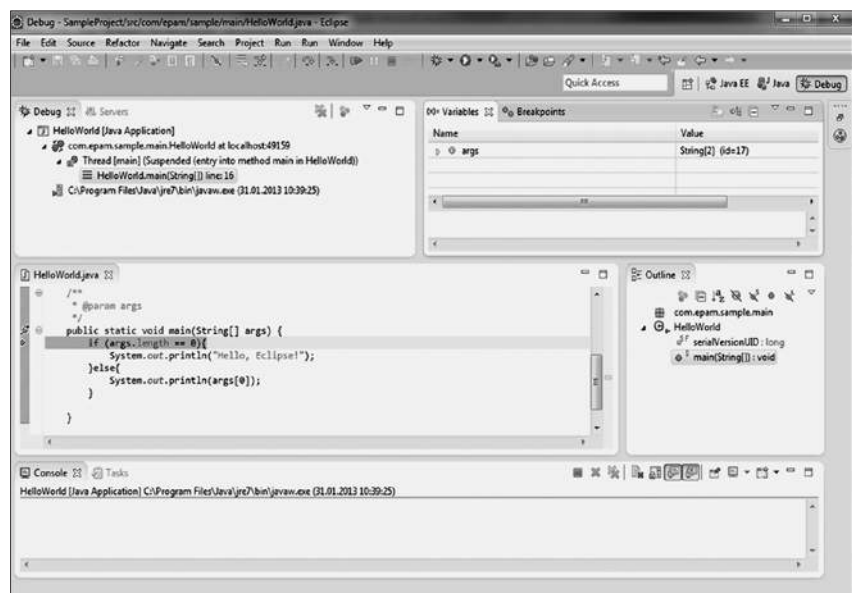 Debug - SampleProject/src/com/epam/sample/main/HelloWorld.java - Eclipse
File Edit Source Refactor Navigate Search Project Run Run Window Help
Quick Access
Java EE Java Debug
Debug Servers
HelloWorld [Java Application]
com.epam.sample.main.HelloWorld at localhost:49159
Thread [main] (Suspended (entry into method main in HelloWorld))
HelloWorld.main(String[]) line: 16
C:\Program Files\Java\jre7\bin\javaw.exe (31.01.2013 10:39:25)
Variables Breakpoints
Name Value
args String[2] (id=17)
HelloWorld.java
/**
* @param args
*/
public static void main(String[] args) {
if (args.length == 0){
System.out.println("Hello, Eclipse!");
}else{
System.out.println(args[0]);
}
}
Outline
com.epam.sample.main
HelloWorld
serialVersionUID : long
main(String[]) : void
Console Tasks
HelloWorld [Java Application] C:\Program Files\Java\jre7\bin\javaw.exe (31.01.2013 10:39:25)